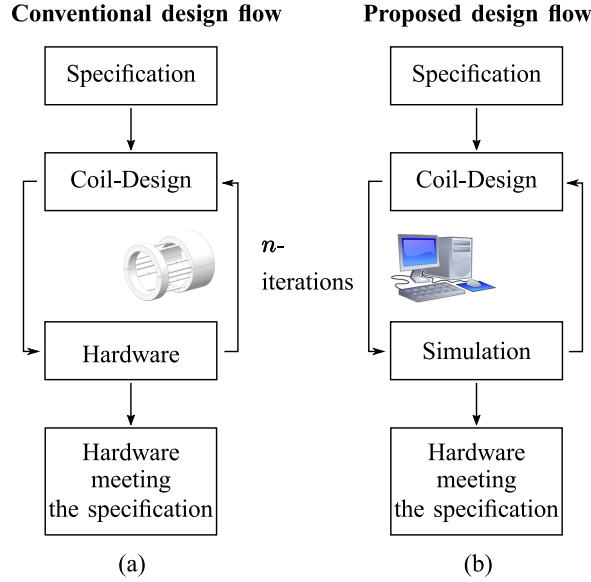 Conventional design flow
Specification
Coil-Design
n-
iterations
Hardware
Hardware
meeting
the specification
(a)
Proposed design flow
Specification
Coil-Design
Simulation
Hardware
meeting
the specification
(b)